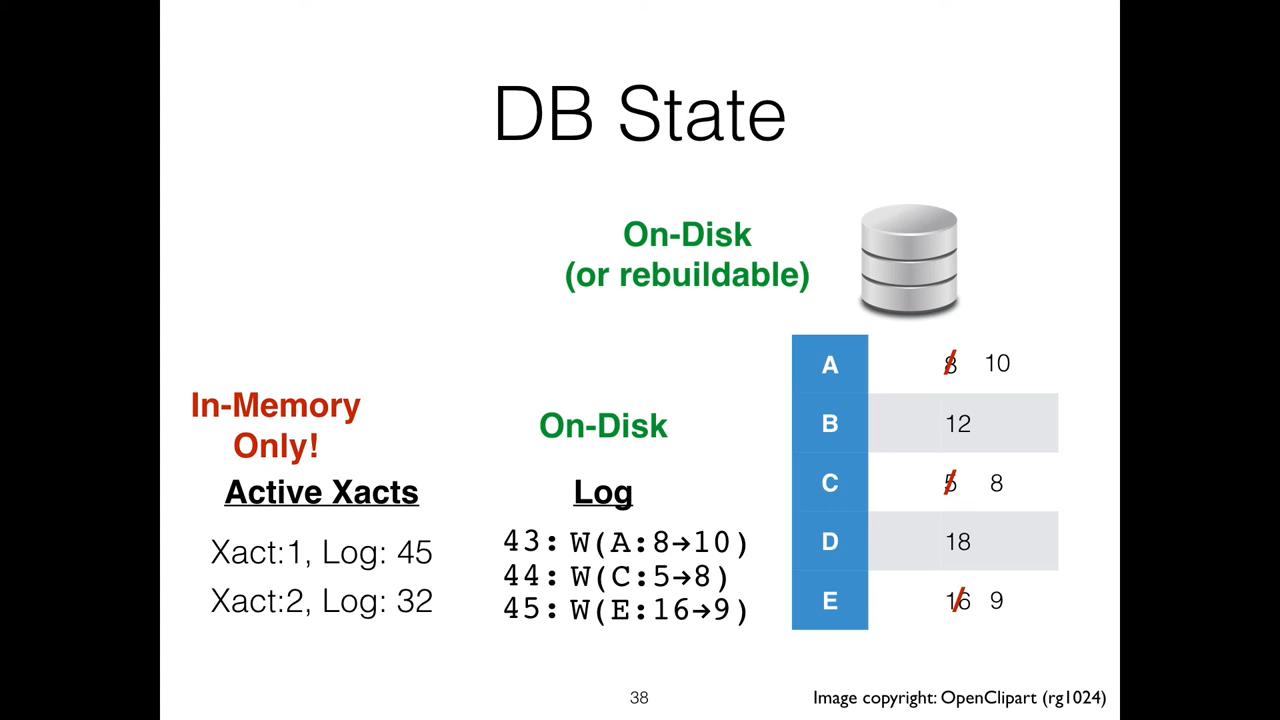 DB State
On-Disk
(or rebuildable)
In-Memory
Only!
On-Disk
Active Xacts
Log
Xact:1, Log: 45
Xact:2, Log: 32
43: W(A:8→10)
44: W(C:5→8)
45: W(E:16→9)
A 8 10
B 12
C 5 8
D 18
E 16 9
38
Image copyright: OpenClipart (rg1024)